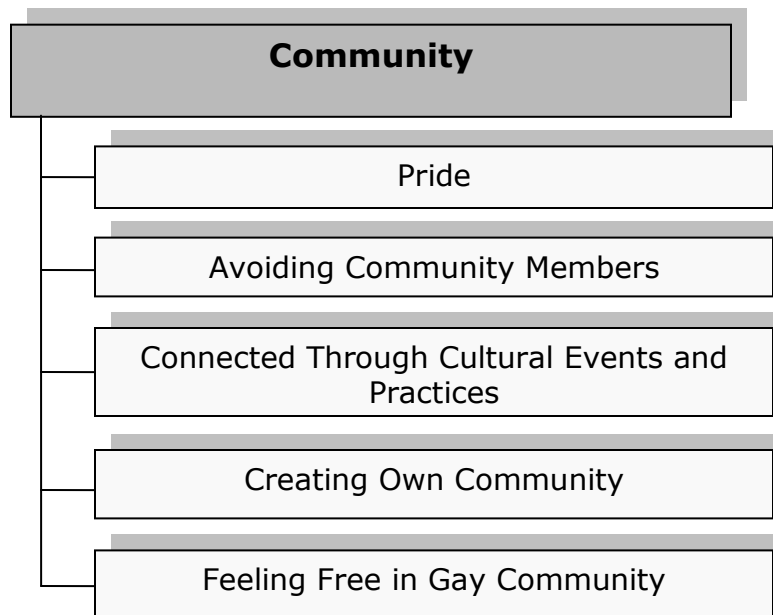 Community
Pride
Avoiding Community Members
Connected Through Cultural Events and
Practices
Creating Own Community
Feeling Free in Gay Community